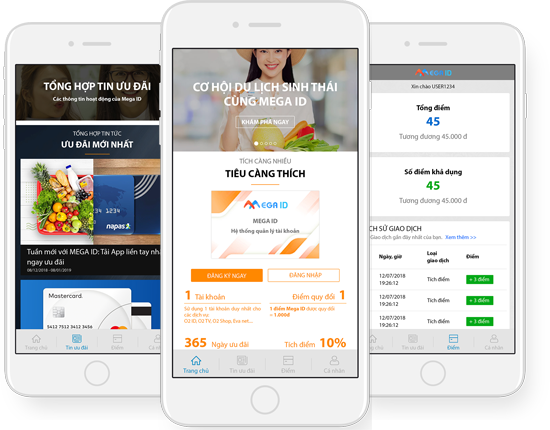 TỔNG HỢP TIN ƯU ĐÃI
Các thông tin hoạt động của Mega ID
TỔNG HỢP TIN TỨC
ƯU ĐÃI MỚI NHẤT
1234
napas
Tuần mới với MEGA ID: Tải App liền tay nhậ
ngay ưu đãi
08/12/2018 - 08/01/2019
Mastercard
5412 7512 3412 3456
Trang chủ
Tin ưu đãi
Điểm
Cá nhân
CƠ HỘI DU LỊCH SINH THÁI
CÙNG MEGA ID
KHÁM PHÁ NGAY
TÍCH CÀNG NHIỀU
TIÊU CÀNG THÍCH
MEGA ID
MEGA ID
Hệ thống quản lý tài khoản
ĐĂNG KÝ NGAY
ĐĂNG NHẬP
1 Tài khoản
Sử dụng 1 tài khoản duy nhất cho
các dịch vụ
O2 ID, O2 TV, O2 Shop, Eva.net...
Điểm quy đổi 1
1 điểm Mega ID được quy đổi
= 1.000đ
365 Ngày ưu đãi
Tích điểm 10%
Trang chủ
Tin ưu đãi
Điểm
Cá nhân
MEGA ID
Xin chào USER1234
Tổng điểm
45
Tương đương 45.000 đ
Số điểm khả dụng
45
Tương đương 45.000 đ
CH SỬ GIAO DỊCH
Giao dịch gần đây nhất của bạn. Xem thêm >>
Ngày, giờ
Loại
giao dịch
Điểm
12/07/2018
19:26:12
Tích điểm
+ 3 điểm
12/07/2018
19:26:12
Tích điểm
+ 3 điểm
12/07/2018
19:26:12
Tích điểm
+ 3 điểm
ng chủ
Tin ưu đãi
Điểm
Cá nhân